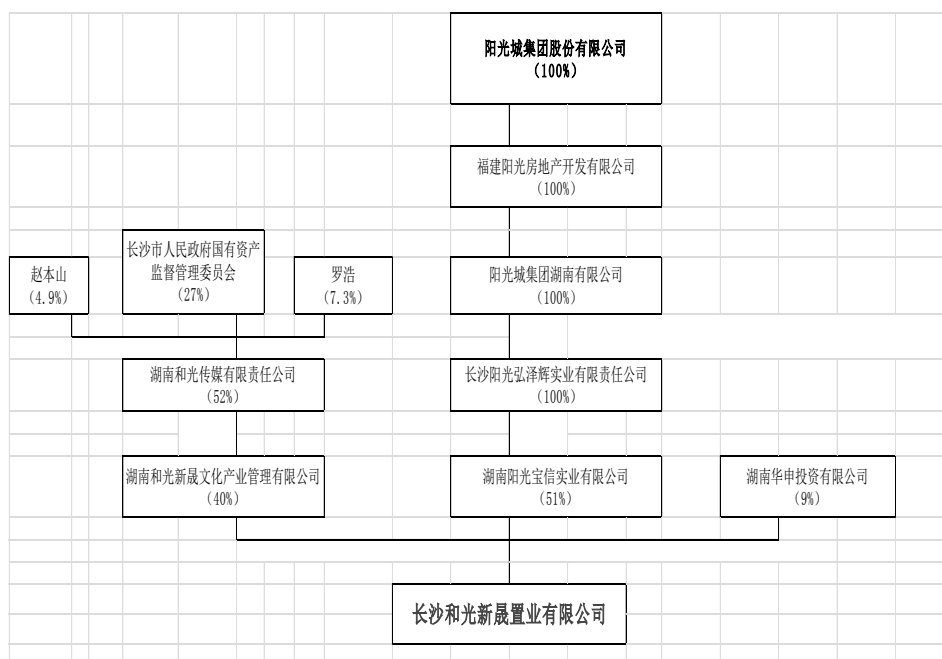 阳光城集团股份有限公司
（100%）
福建阳光房地产开发有限公司
（100%）
长沙市人民政府国有资产
监督管理委员会
（27%）
赵本山
（4.9%）
罗浩
（7.3%）
阳光城集团湖南有限公司
（100%）
湖南和光传媒有限责任公司
（52%）
长沙阳光弘泽辉实业有限责任公司
（100%）
湖南和光新晟文化产业管理有限公司
（40%）
湖南阳光宝信实业有限公司
（51%）
湖南华申投资有限公司
（9%）
长沙和光新晟置业有限公司